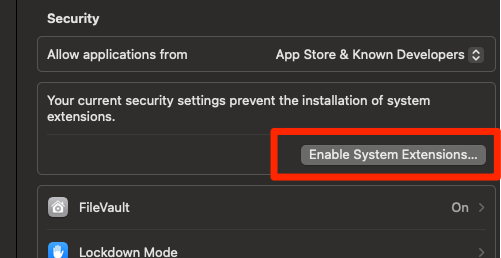 Security
Allow applications from App Store & Known Developers
Your current security settings prevent the installation of system
extensions.
Enable System Extensions...
FileVault On
Lockdown Mode